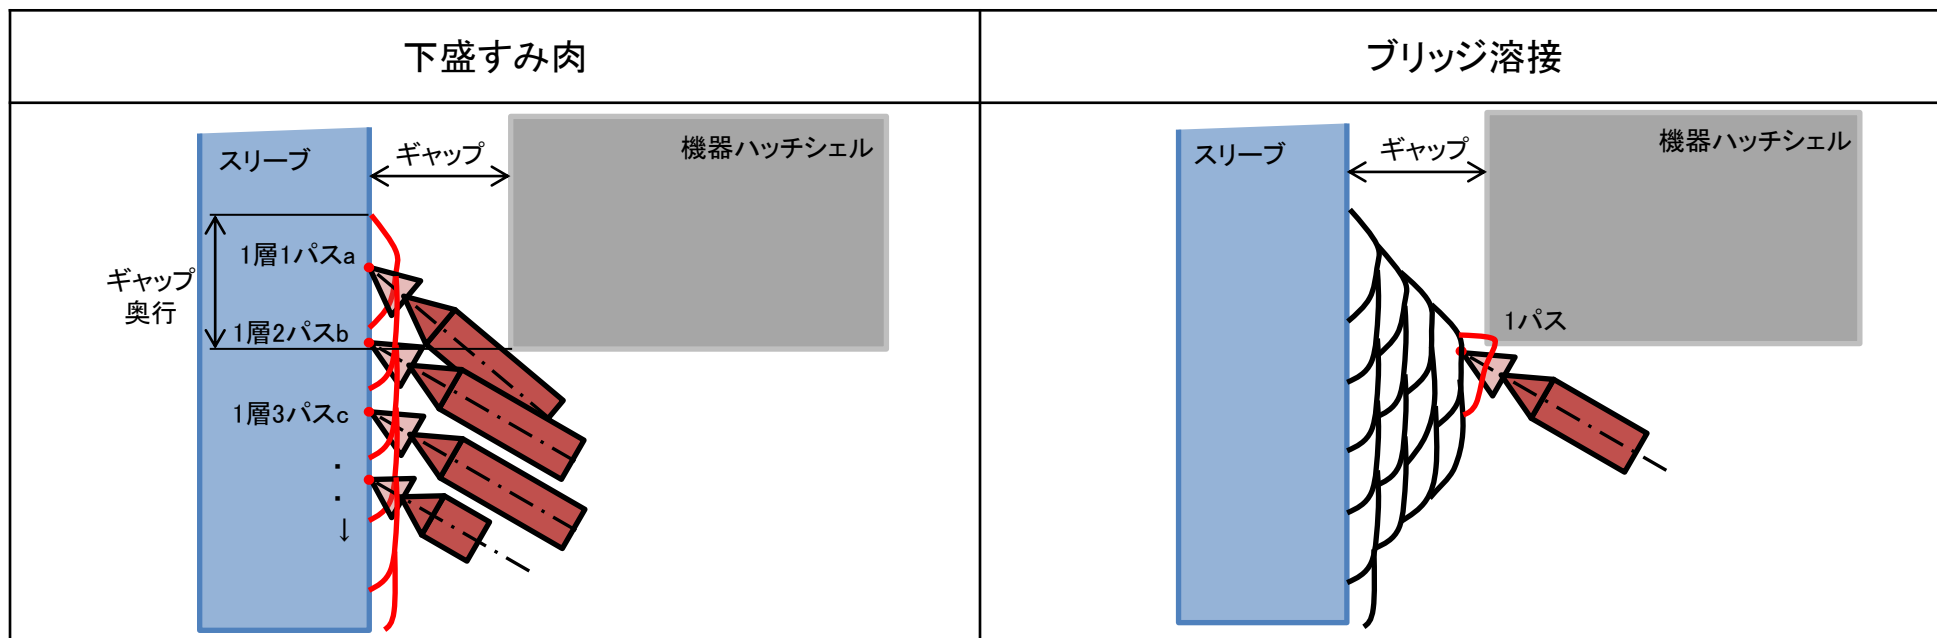 下盛すみ肉
ブリッジ溶接
スリーブ
ギャップ
機器ハッチシェル
1層1パスa
ギャップ
奥行
1層2パスb
1層3パスc
・
・
↓
スリーブ
ギャップ
機器ハッチシェル
1パス